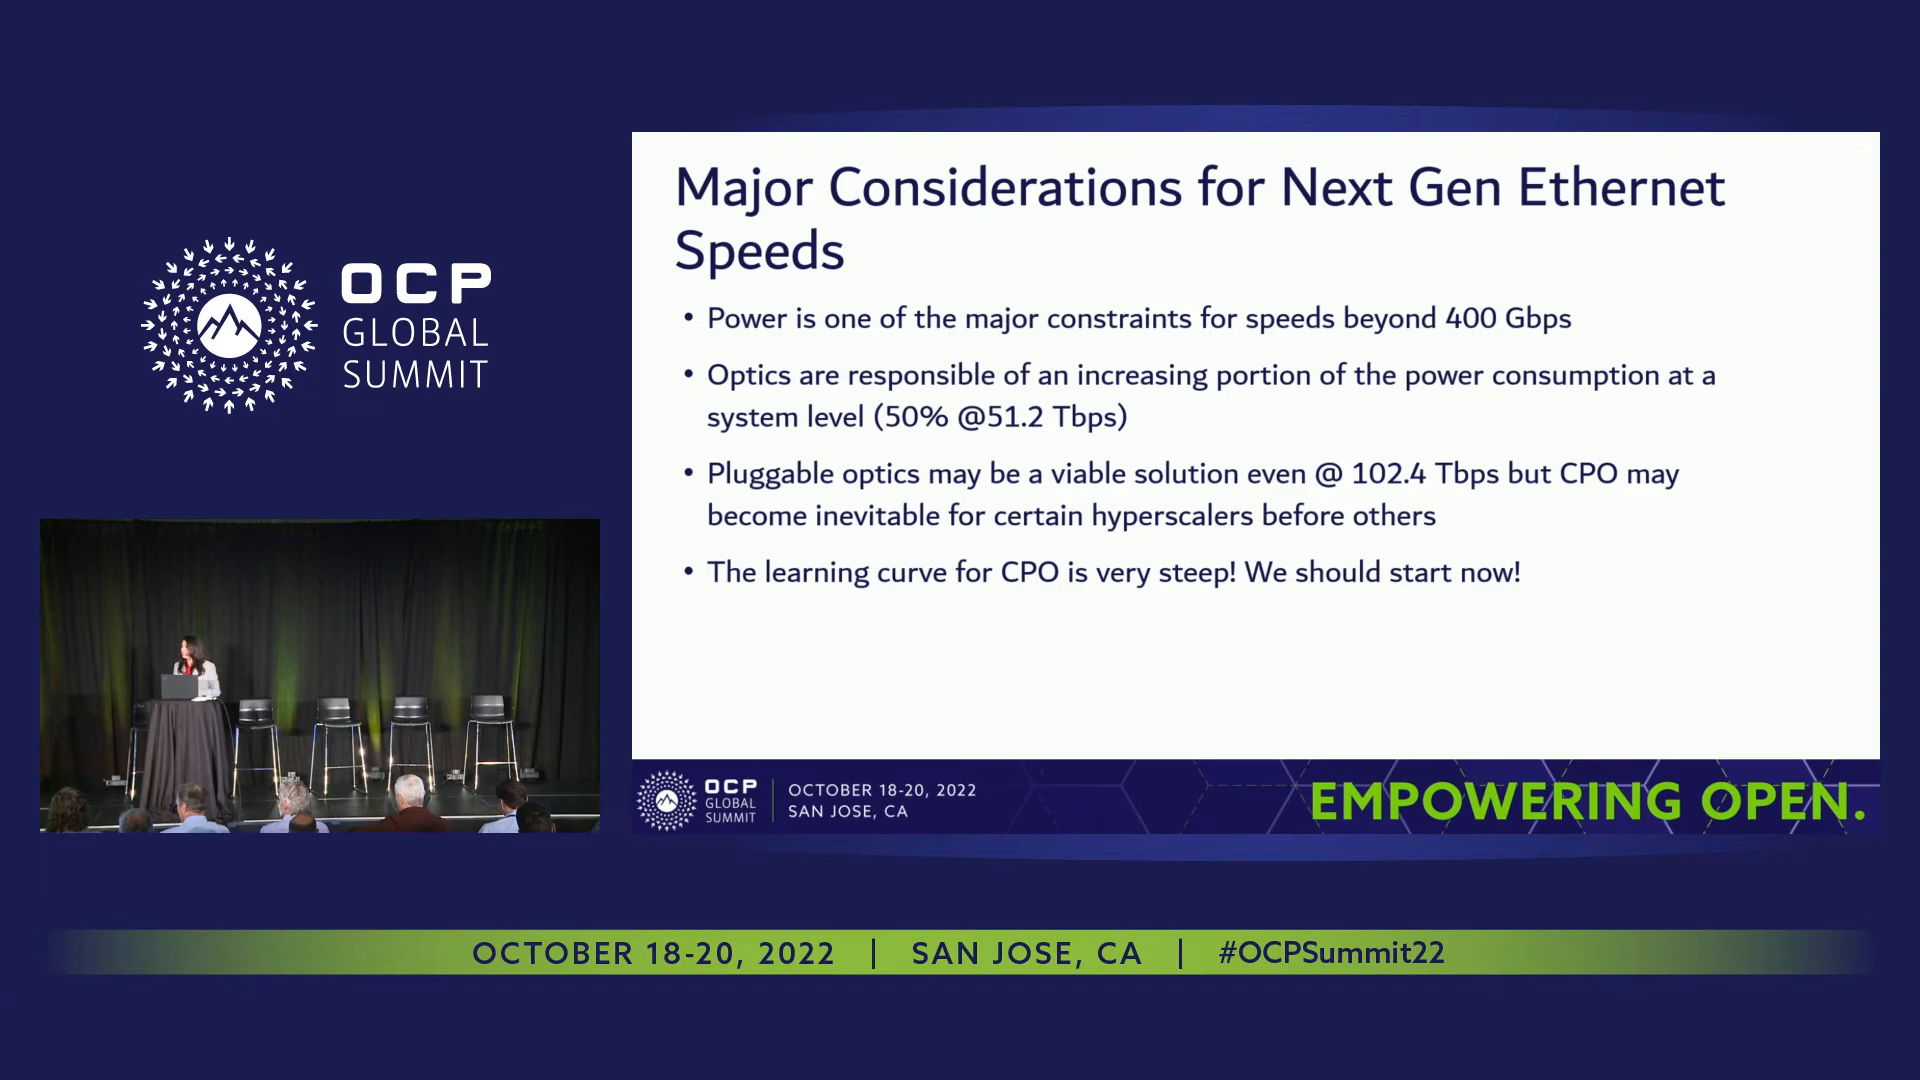 OCP
GLOBAL
SUMMIT
Major Considerations for Next Gen Ethernet
Speeds
• Power is one of the major constraints for speeds beyond 400 Gbps
• Optics are responsible of an increasing portion of the power consumption at a
system level (50% @51.2 Tbps)
• Pluggable optics may be a viable solution even @ 102.4 Tbps but CPO may
become inevitable for certain hyperscalers before others
• The learning curve for CPO is very steep! We should start now!
OCP
GLOBAL
SUMMIT
OCTOBER 18-20, 2022
SAN JOSE, CA
EMPOWERING OPEN.
OCTOBER 18-20, 2022 | SAN JOSE, CA | #OCPSummit22